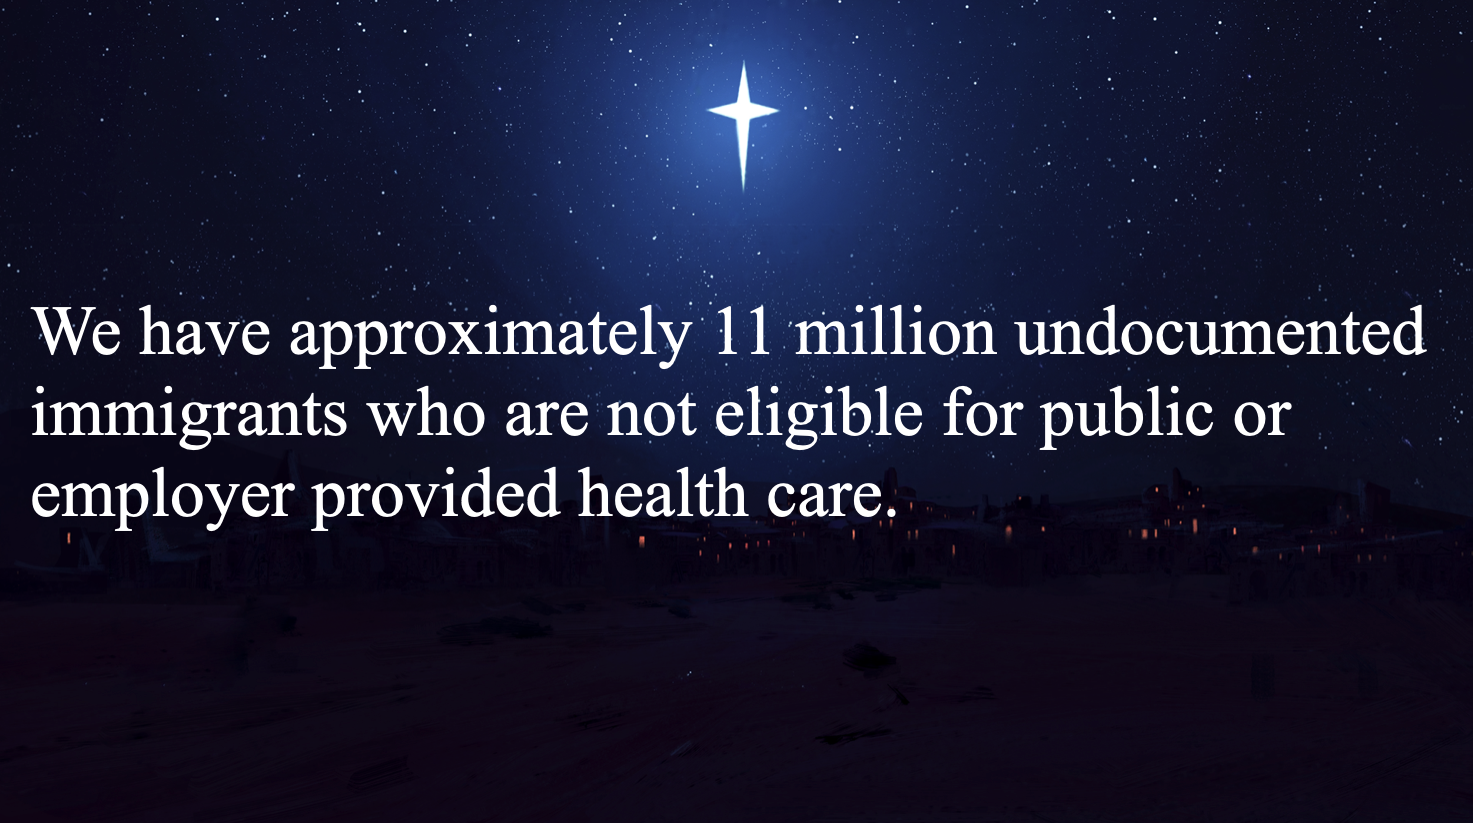 We have approximately 11 million undocumented
immigrants who are not eligible for public or
employer provided health care.